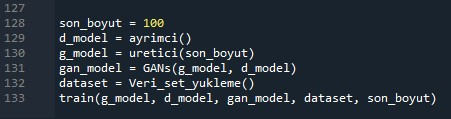 127
128 son_boyut = 100
129 d_model = ayrimci()
130 g_model = uretici(son_boyut)
131 gan_model = GANs(g_model, d_model)
132 dataset = Veri_set_yukleme()
133 train(g_model, d_model, gan_model, dataset, son_boyut)